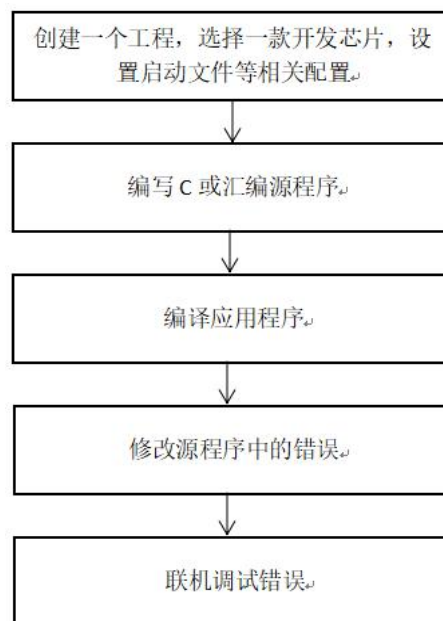 创建一个工程，选择一款开发芯片，设
置启动文件等相关配置
编写 C 或汇编源程序
编译应用程序
修改源程序中的错误
联机调试错误